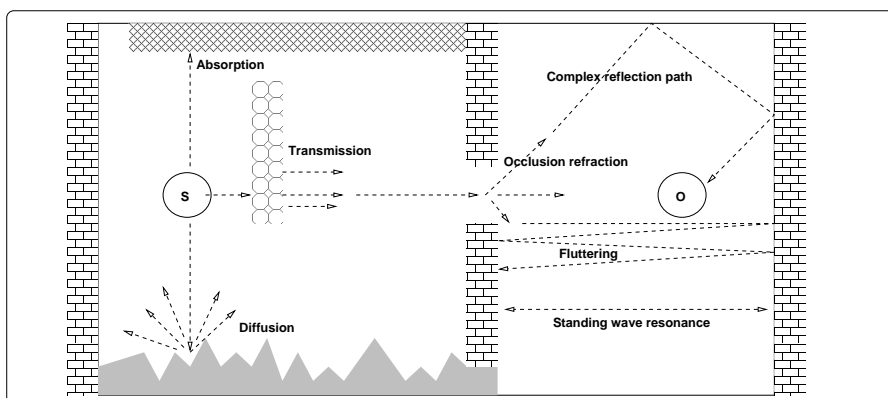 Absorption
Complex reflection path
Transmission
Occlusion refraction
S
O
Fluttering
Diffusion
Standing wave resonance